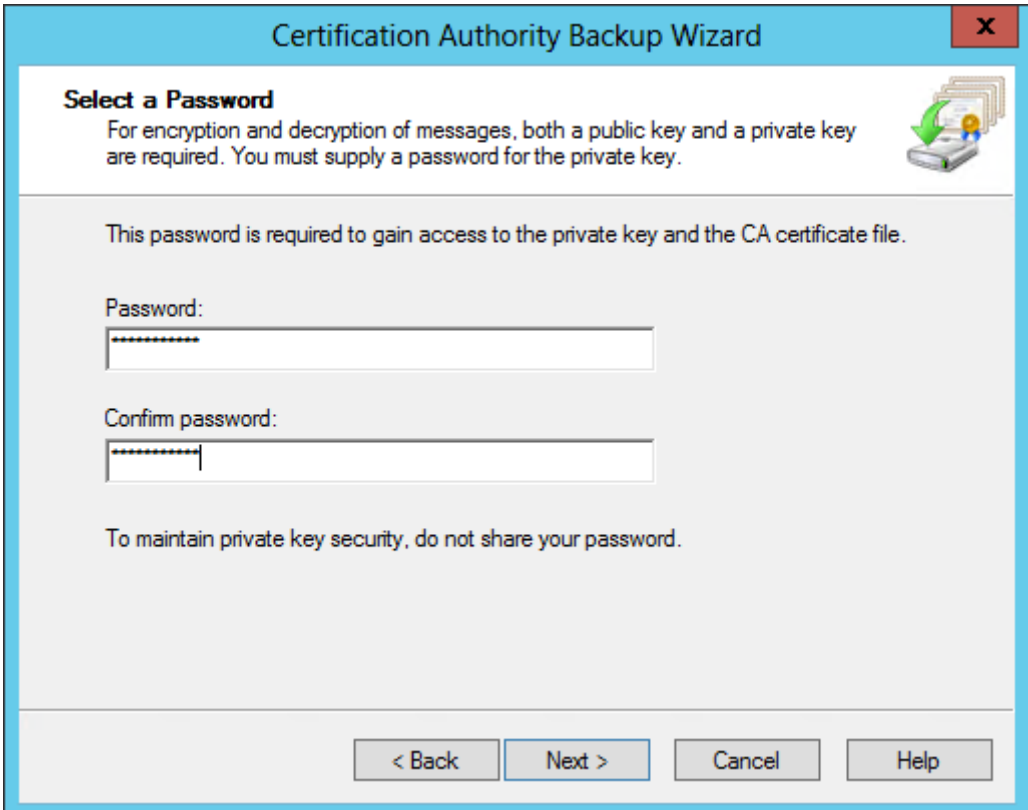 Certification Authority Backup Wizard
x
Select a Password
For encryption and decryption of messages, both a public key and a private key
are required. You must supply a password for the private key.
This password is required to gain access to the private key and the CA certificate file.
Password:
***********
Confirm password:
***********
To maintain private key security, do not share your password.
< Back
Next >
Cancel
Help